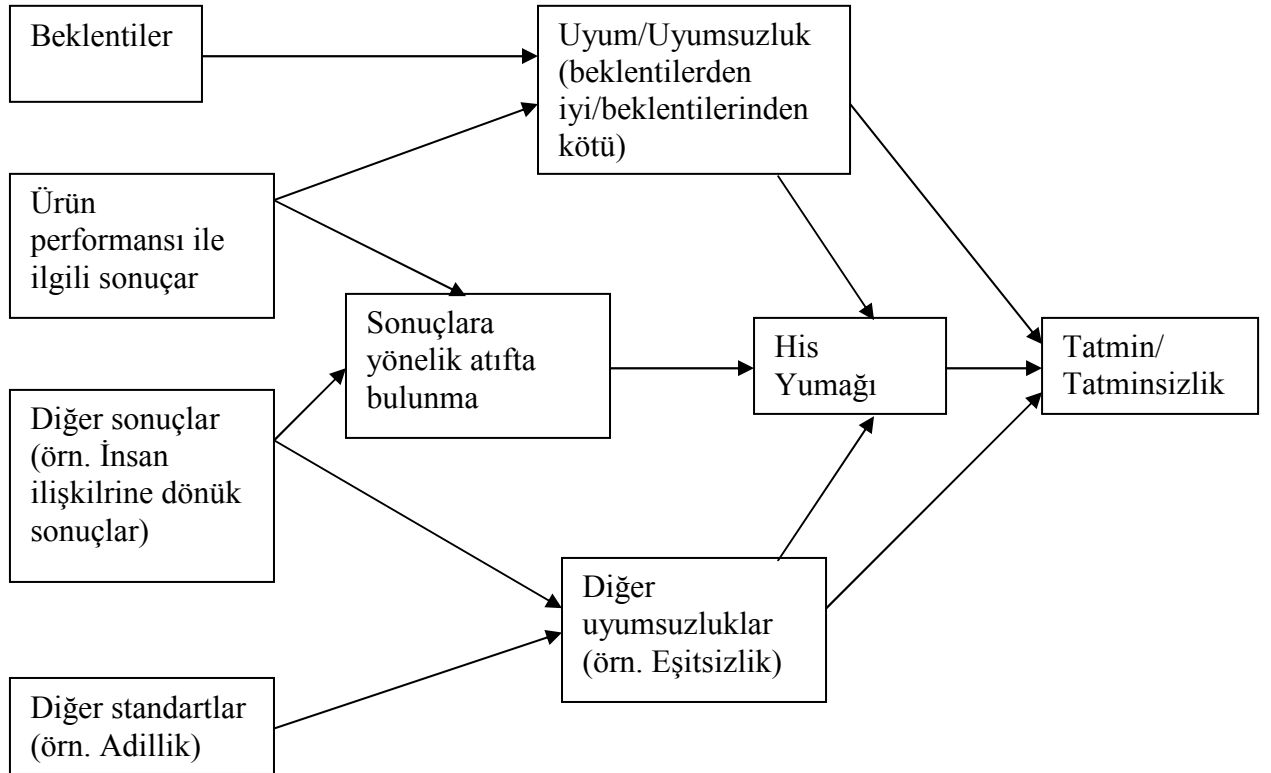 Beklentiler
Uyum/Uyumsuzluk
(beklentilerden
iyi/beklentilerinden
kötü)
Ürün
performansı ile
ilgili sonuçar
Sonuçlara
yönelik atıfta
bulunma
His
Yumağı
Tatmin/
Tatminsizlik
Diğer sonuçlar
(örn. İnsan
ilişkilrine dönük
sonuçlar)
Diğer
uyumsuzluklar
(örn. Eşitsizlik)
Diğer standartlar
(örn. Adillik)